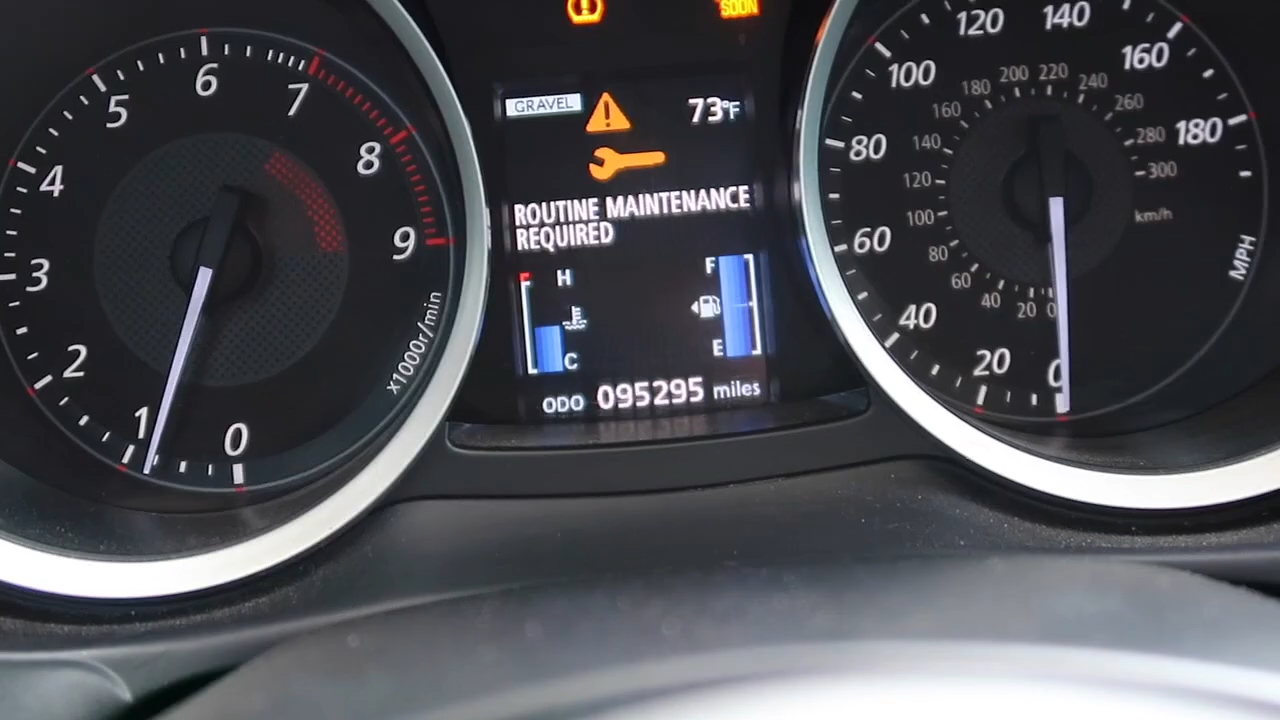 SOON
GRAVEL
73°F
ROUTINE MAINTENANCE
REQUIRED
H
C
F
E
ODO 095295 miles
0
1
2
3
4
5
6
7
8
9
x1000r/min
0
20
40
60
80
100
120
140
160
180
MPH
0
20
40
60
80
100
120
140
160
180
200
220
240
260
280
300
km/h